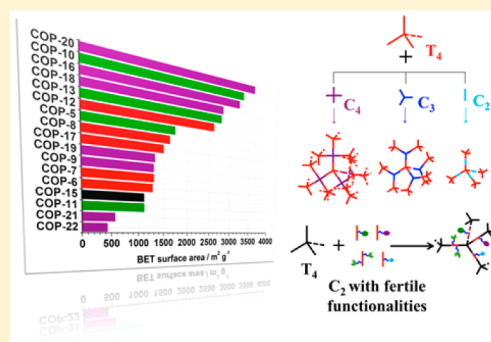 COP-20
COP-10
COP-16
COP-18
COP-13
COP-12
COP-5
COP-8
COP-17
COP-19
COP-9
COP-7
COP-6
COP-15
COP-11
COP-21
COP-22
0 500 1000 1500 2000 2500 3000 3500 4000
BET surface area / m² g⁻¹
T₄
+
C₄
C₃
C₂
T₄ +
C₂ with fertile
functionalities